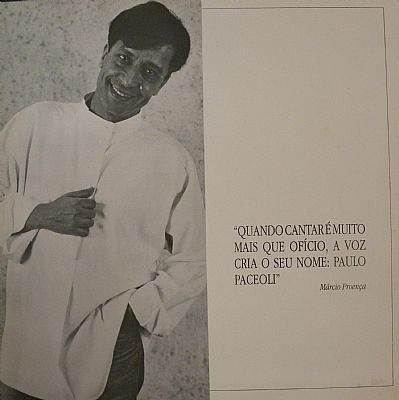 “QUANDO CANTAR É MUITO
MAIS QUE OFÍCIO, A VOZ
CRIA O SEU NOME: PAULO
PACEOLI”
Márcio Proença